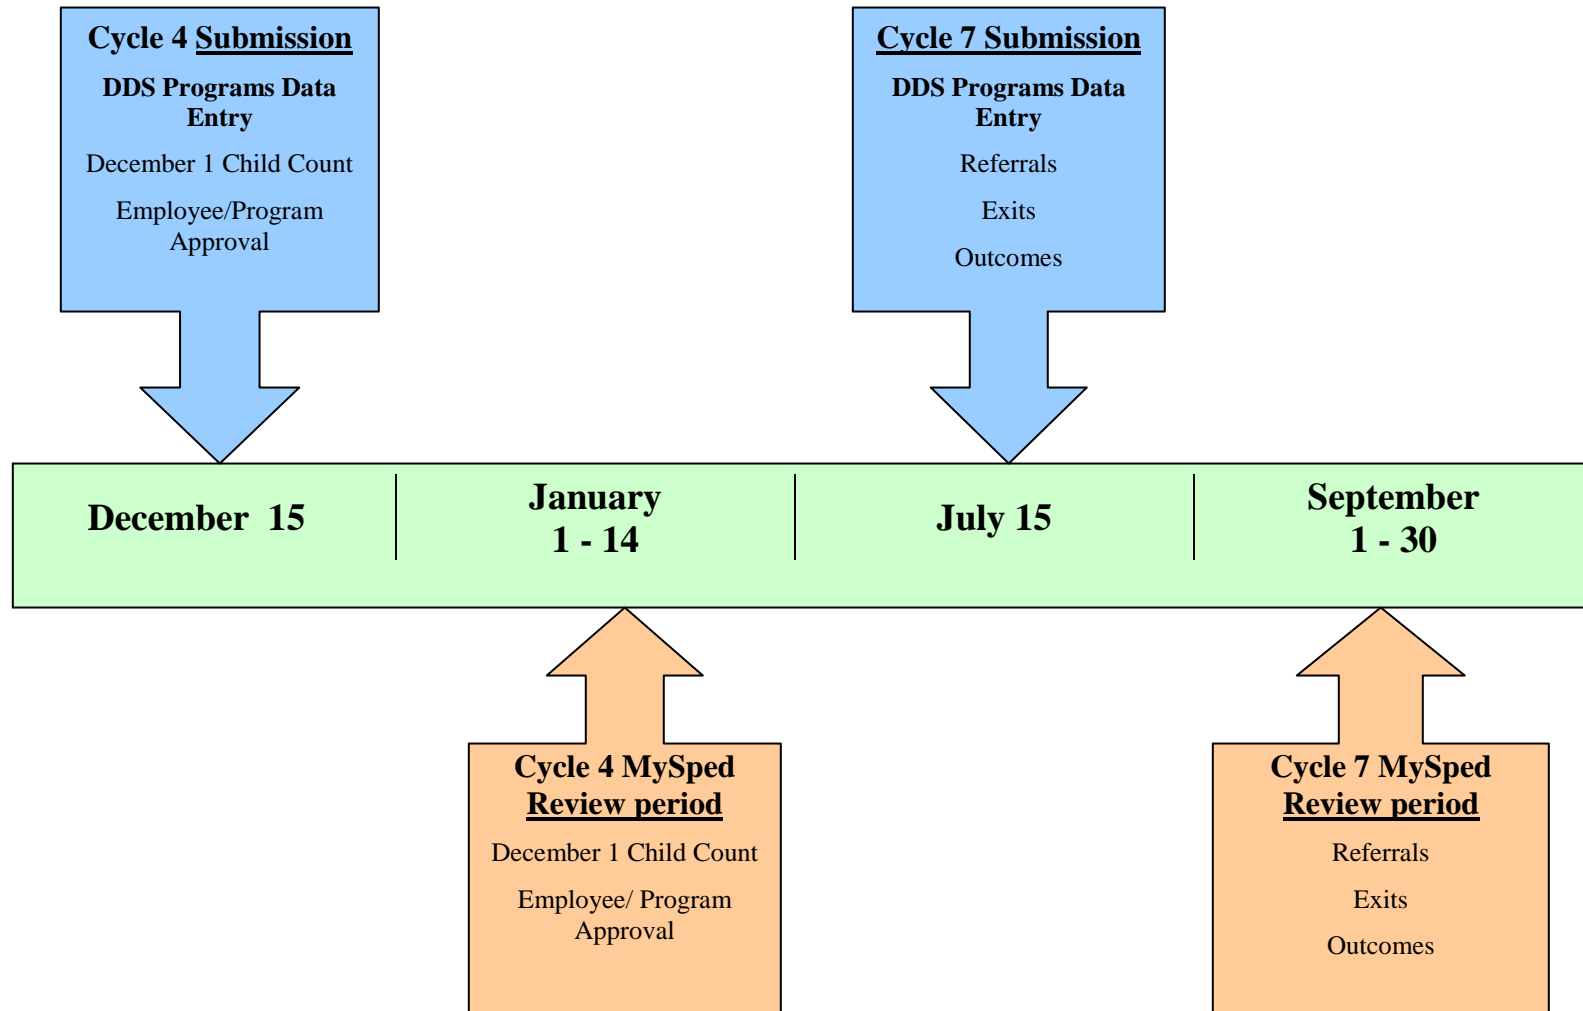 Cycle 4 Submission
DDS Programs Data
Entry
December 1 Child Count
Employee/Program
Approval
Cycle 7 Submission
DDS Programs Data
Entry
Referrals
Exits
Outcomes
December 15
January
1 - 14
July 15
September
1 - 30
Cycle 4 MySped
Review period
December 1 Child Count
Employee/ Program
Approval
Cycle 7 MySped
Review period
Referrals
Exits
Outcomes